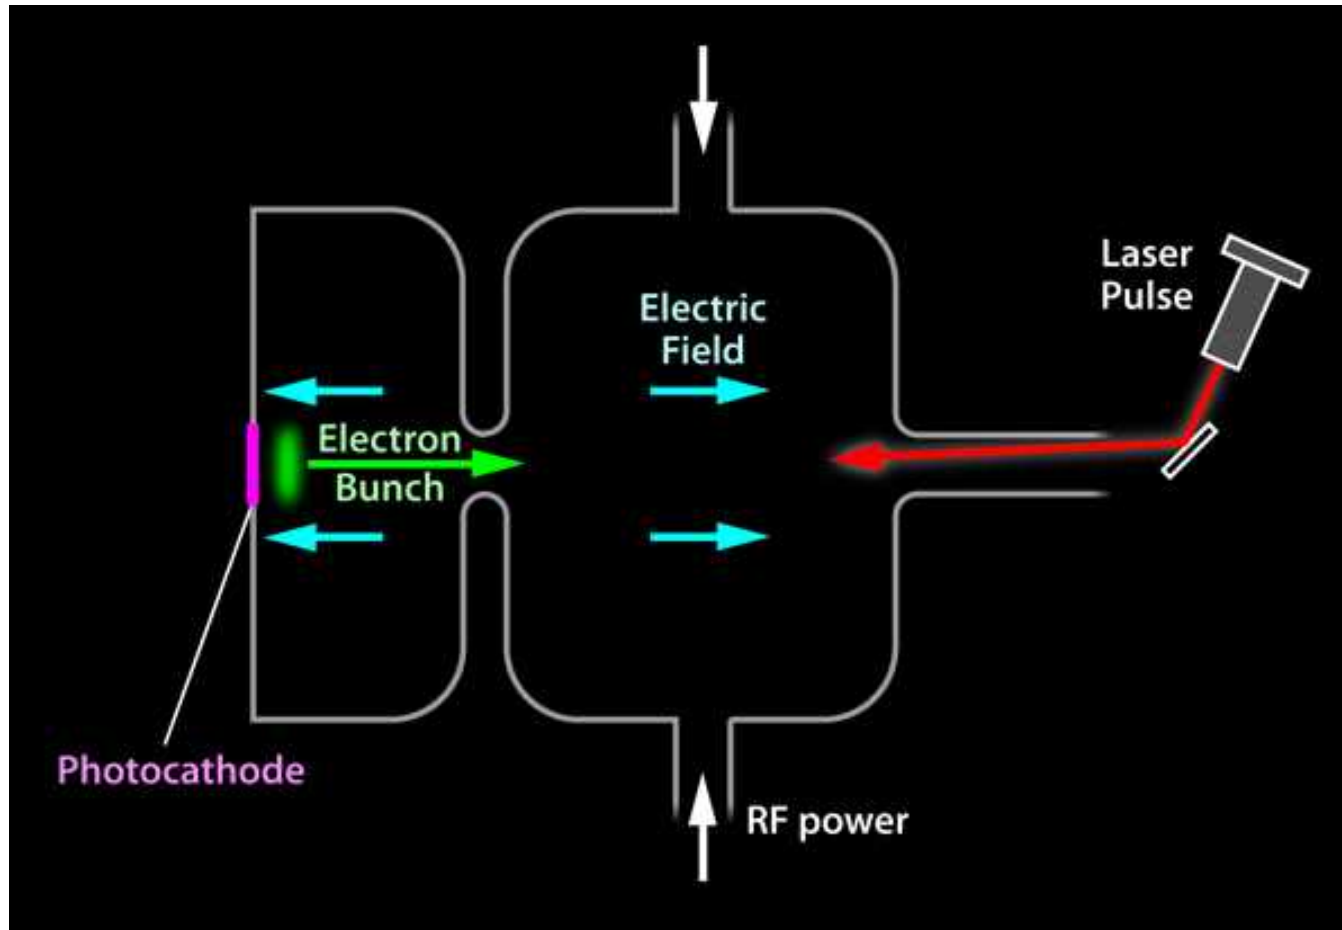 Laser
Pulse
Electric
Field
Electron
Bunch
Photocathode
RF power